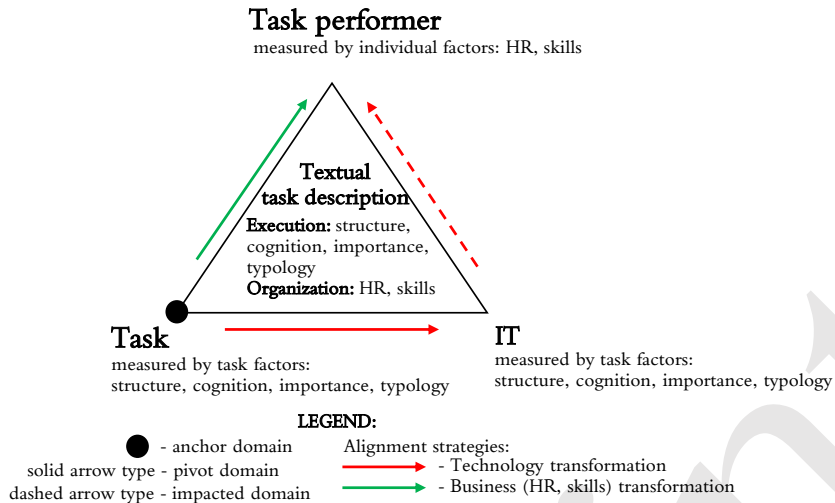 Task performer
measured by individual factors: HR, skills
Textual
task description
Execution: structure,
cognition, importance,
typology
Organization: HR, skills
Task
measured by task factors:
structure, cognition, importance, typology
IT
measured by task factors:
structure, cognition, importance, typology
LEGEND:
- anchor domain
solid arrow type - pivot domain
dashed arrow type - impacted domain
Alignment strategies:
- Technology transformation
- Business (HR, skills) transformation